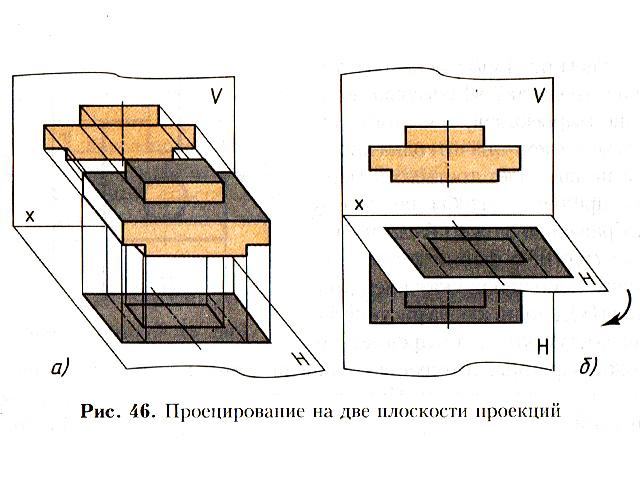 V
x
H
а)
V
x
H
H
б)
Рис. 46. Проецирование на две плоскости проекций